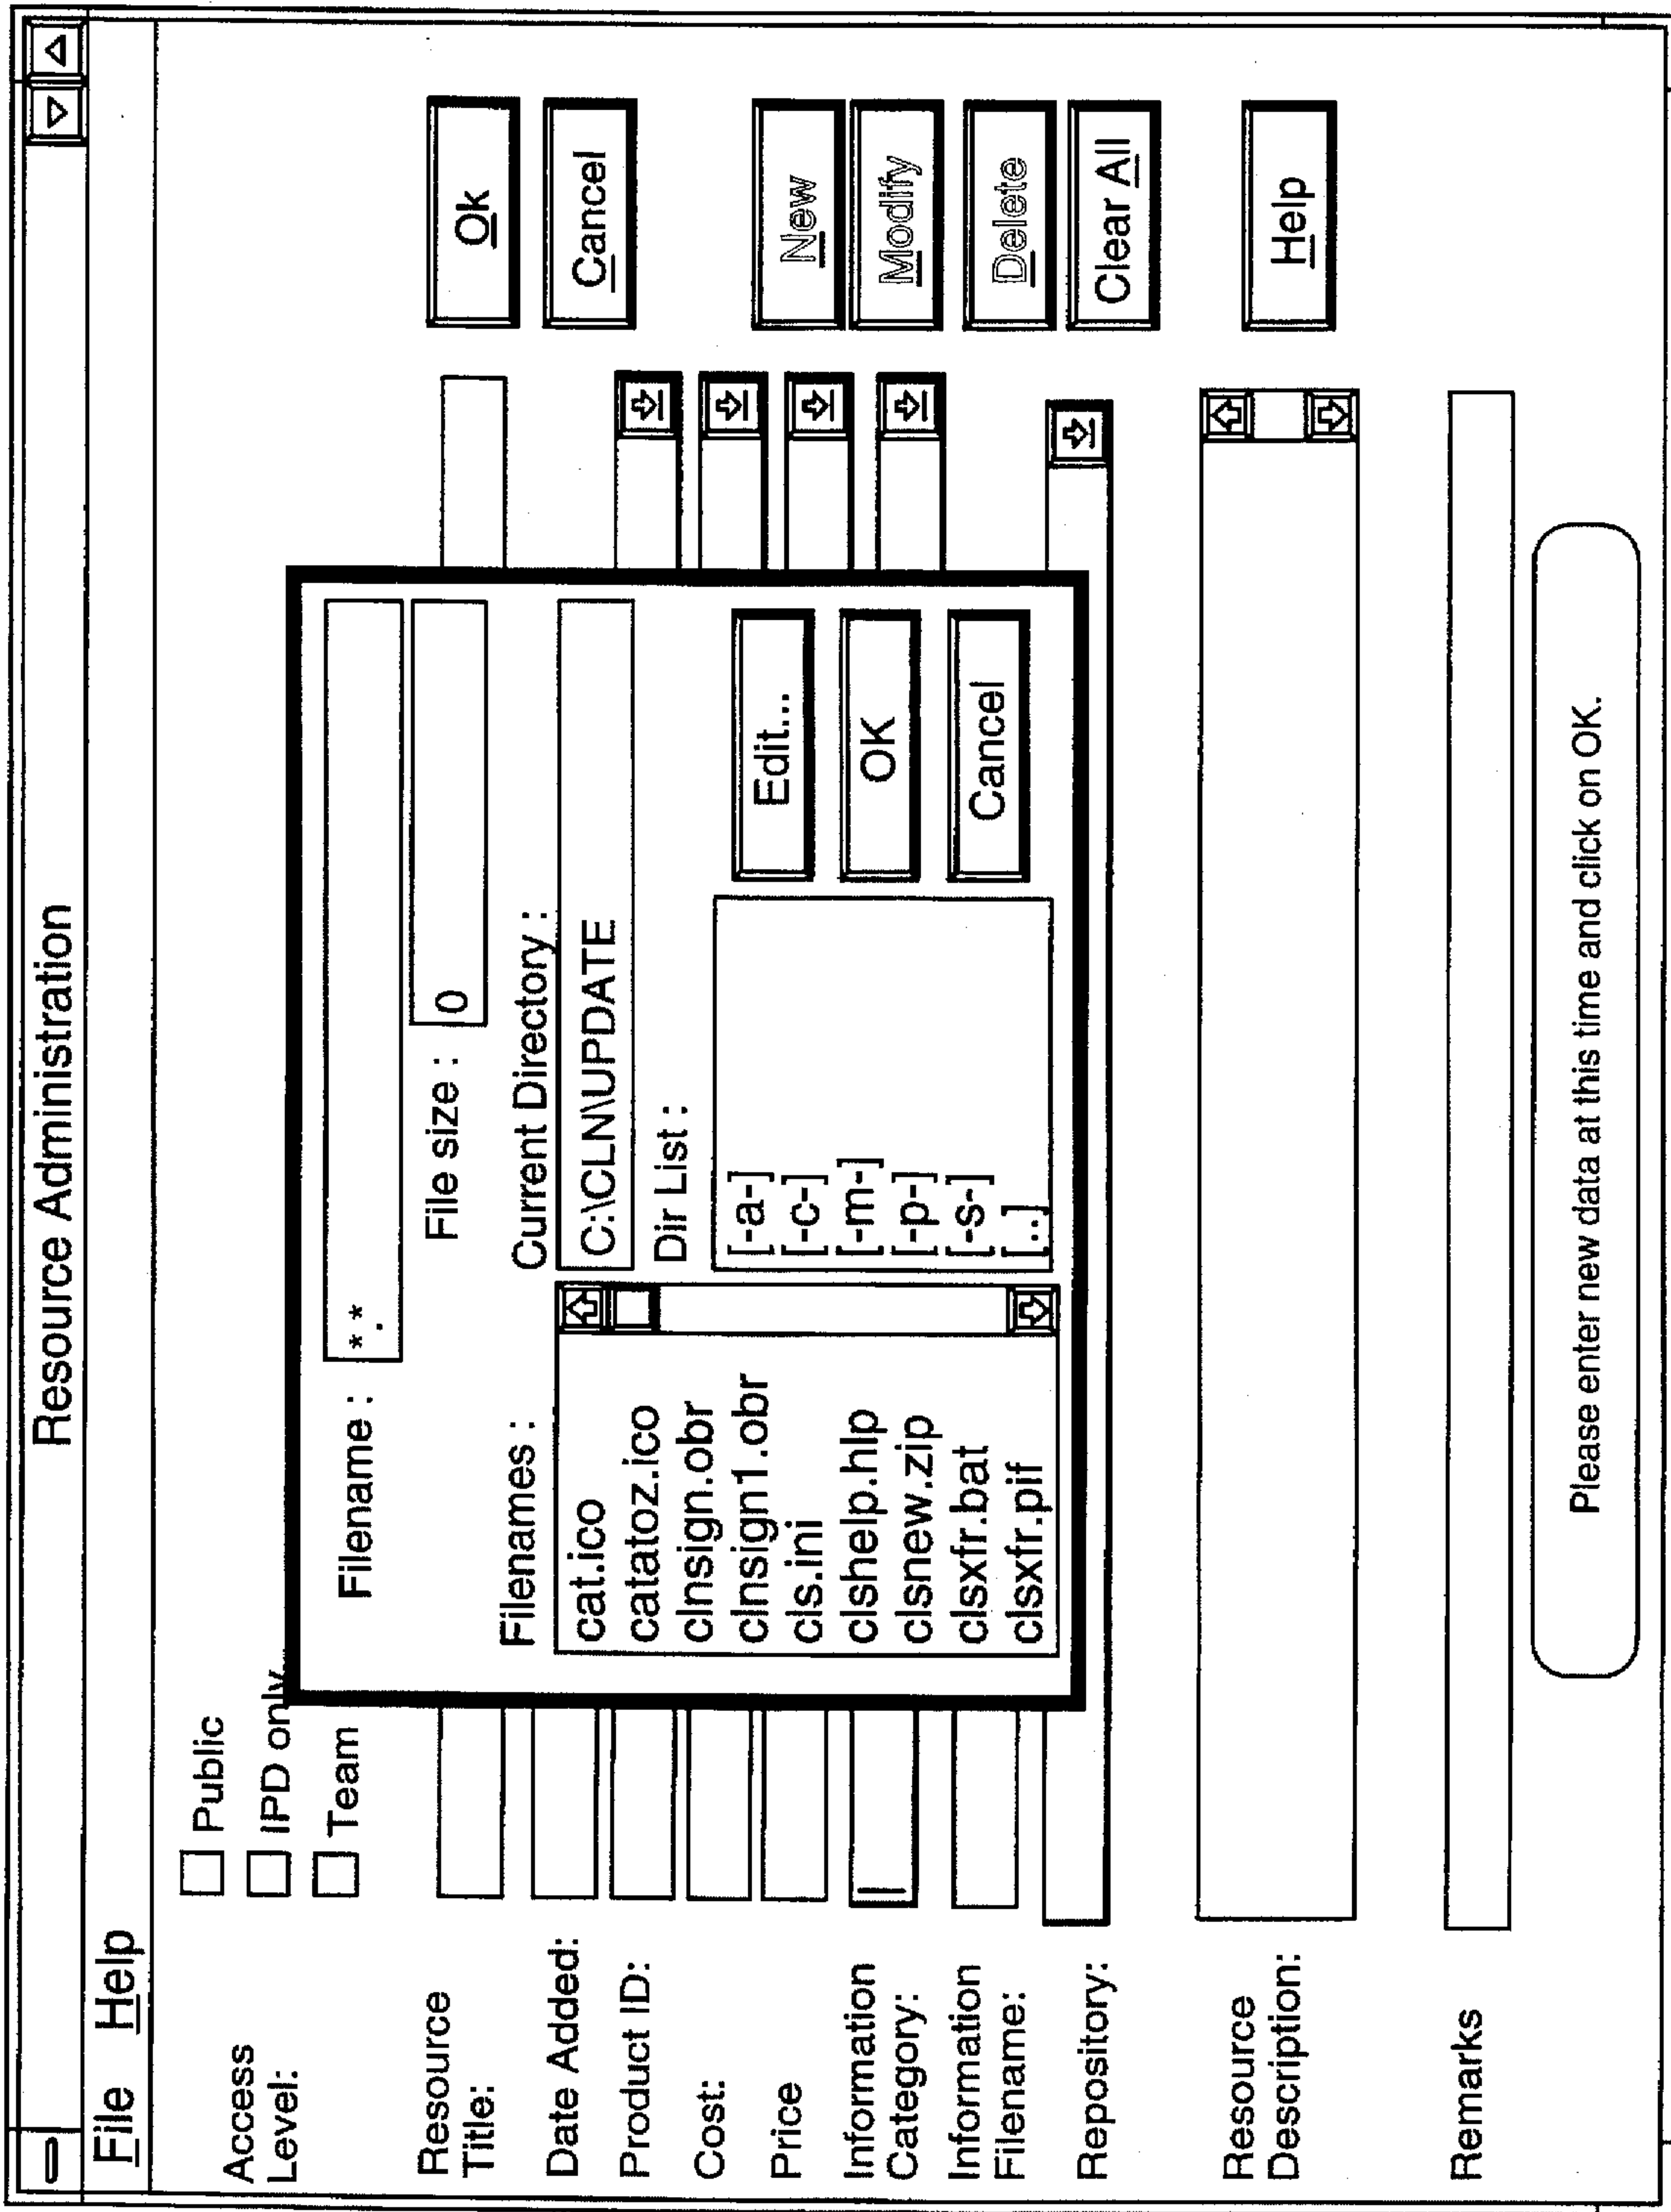 Resource Administration
File Help
Access
Level:
Public
IPD only
Team
Resource
Title:
Date Added:
Product ID:
Cost:
Price
Information
Category:
Information
Filename:
Repository:
Resource
Description:
Remarks
Filename : *.*
File size : 0
Filenames :
cat.ico
catatoz.ico
clnsign.obr
clnsign1.obr
cls.ini
clshelp.hlp
clsnew.zip
clsxfr.bat
clsxfr.pif
Current Directory :
C:\CLN\UPDATE
Dir List :
[-a-]
[-c-]
[-m-]
[-p-]
[-s-]
[..]
Edit...
OK
Cancel
Ok
Cancel
New
Modify
Delete
Clear All
Help
Please enter new data at this time and click on OK.